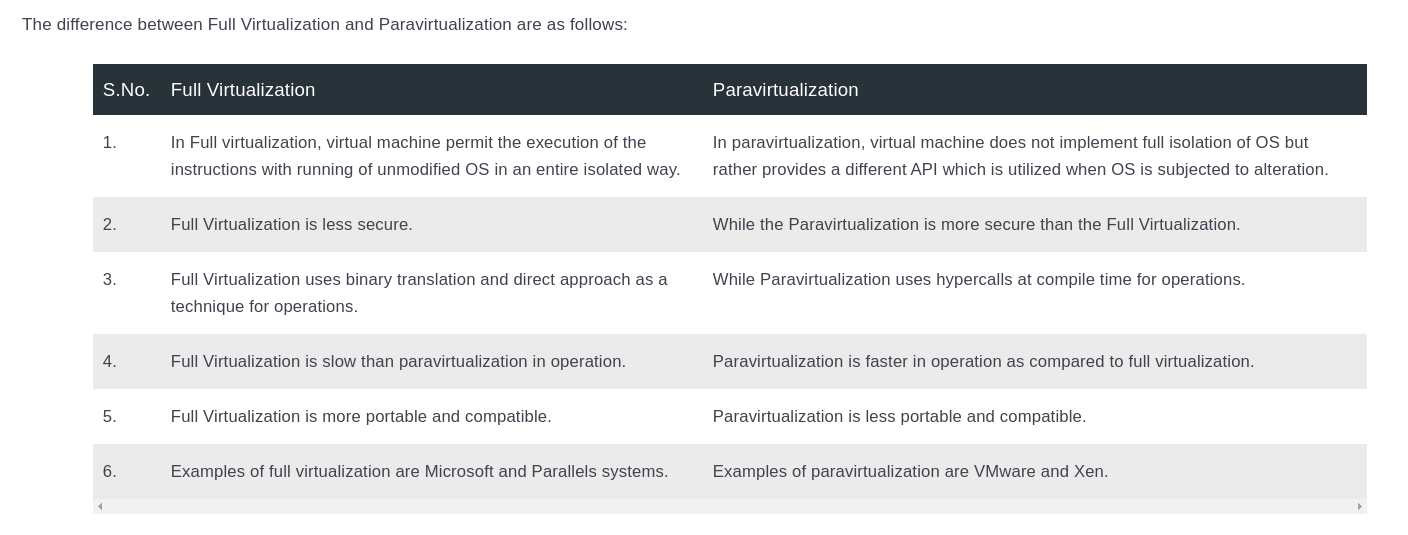 The difference between Full Virtualization and Paravirtualization are as follows:
S.No. Full Virtualization Paravirtualization
1. In Full virtualization, virtual machine permit the execution of the In paravirtualization, virtual machine does not implement full isolation of OS but
instructions with running of unmodified OS in an entire isolated way. rather provides a different API which is utilized when OS is subjected to alteration.
2. Full Virtualization is less secure. While the Paravirtualization is more secure than the Full Virtualization.
3. Full Virtualization uses binary translation and direct approach as a While Paravirtualization uses hypercalls at compile time for operations.
technique for operations.
4. Full Virtualization is slow than paravirtualization in operation. Paravirtualization is faster in operation as compared to full virtualization.
5. Full Virtualization is more portable and compatible. Paravirtualization is less portable and compatible.
6. Examples of full virtualization are Microsoft and Parallels systems. Examples of paravirtualization are VMware and Xen.